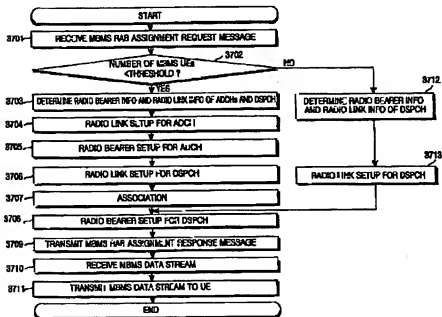 START
3701
RECEIVE MBMS RAB ASSIGNMENT REQUEST MESSAGE
3702
NUMBER OF MBMS UEs
<THRESHOLD ?
NO
YES
3703
DETERMINE RADIO BEARER INFO AND RADIO LINK INFO OF ADCHs AND DSPCH
3712
DETERMINE RADIO BEARER INFO
AND RADIO LINK INFO OF DSPCH
3704
RADIO LINK SETUP FOR
3705
RADIO BEARER SETUP FOR
3706
RADIO LINK SETUP FOR DSPCH
3713
RADIO LINK SETUP FOR DSPCH
3707
ASSOCIATION
3708
RADIO BEARER SETUP FOR DSPCH
3709
TRANSMIT MBMS RAB ASSIGNMENT RESPONSE MESSAGE
3710
RECEIVE MBMS DATA STREAM
3711
TRANSMIT MBMS DATA STREAM TO UE
END